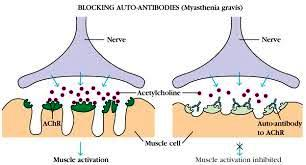 BLOCKING AUTO-ANTIBODIES (Myasthenia gravis)
Nerve
Nerve
Acetylcholine
AChR
Auto-antibody
to AChR
Muscle cell
Muscle activation
Muscle activation inhibited